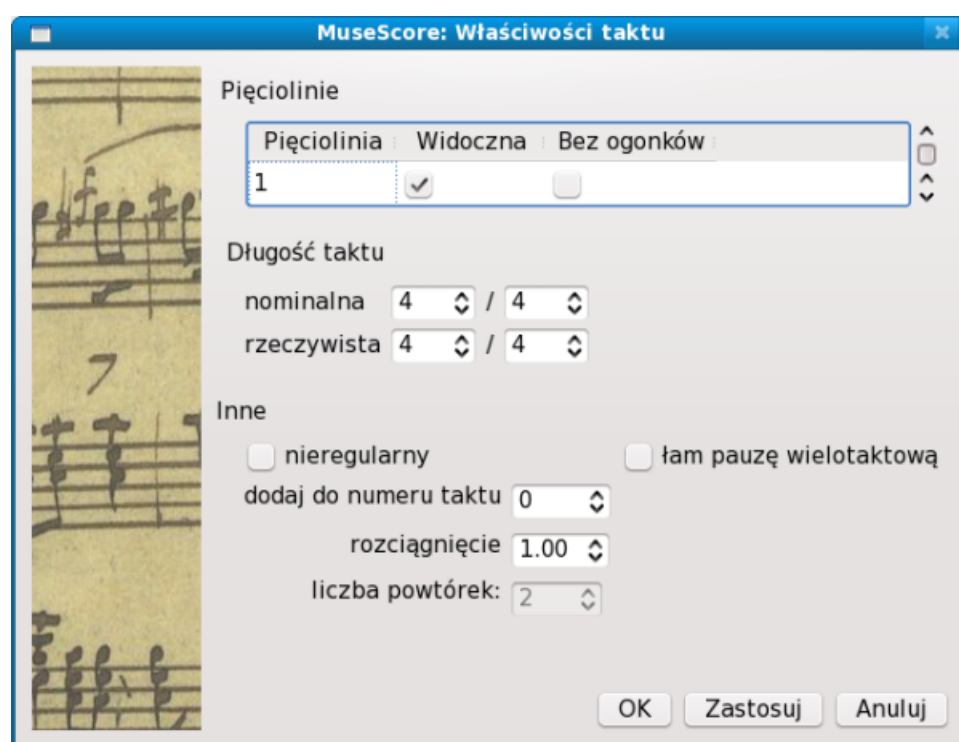 MuseScore: Właściwości taktu
Pięciolinie
Pięciolinia Widoczna Bez ogonków
1
Długość taktu
nominalna 4 / 4
rzeczywista 4 / 4
Inne
nieregularny łam pauzę wielotaktową
dodaj do numeru taktu 0
rozciągnięcie 1.00
liczba powtórek: 2
OK Zastosuj Anuluj